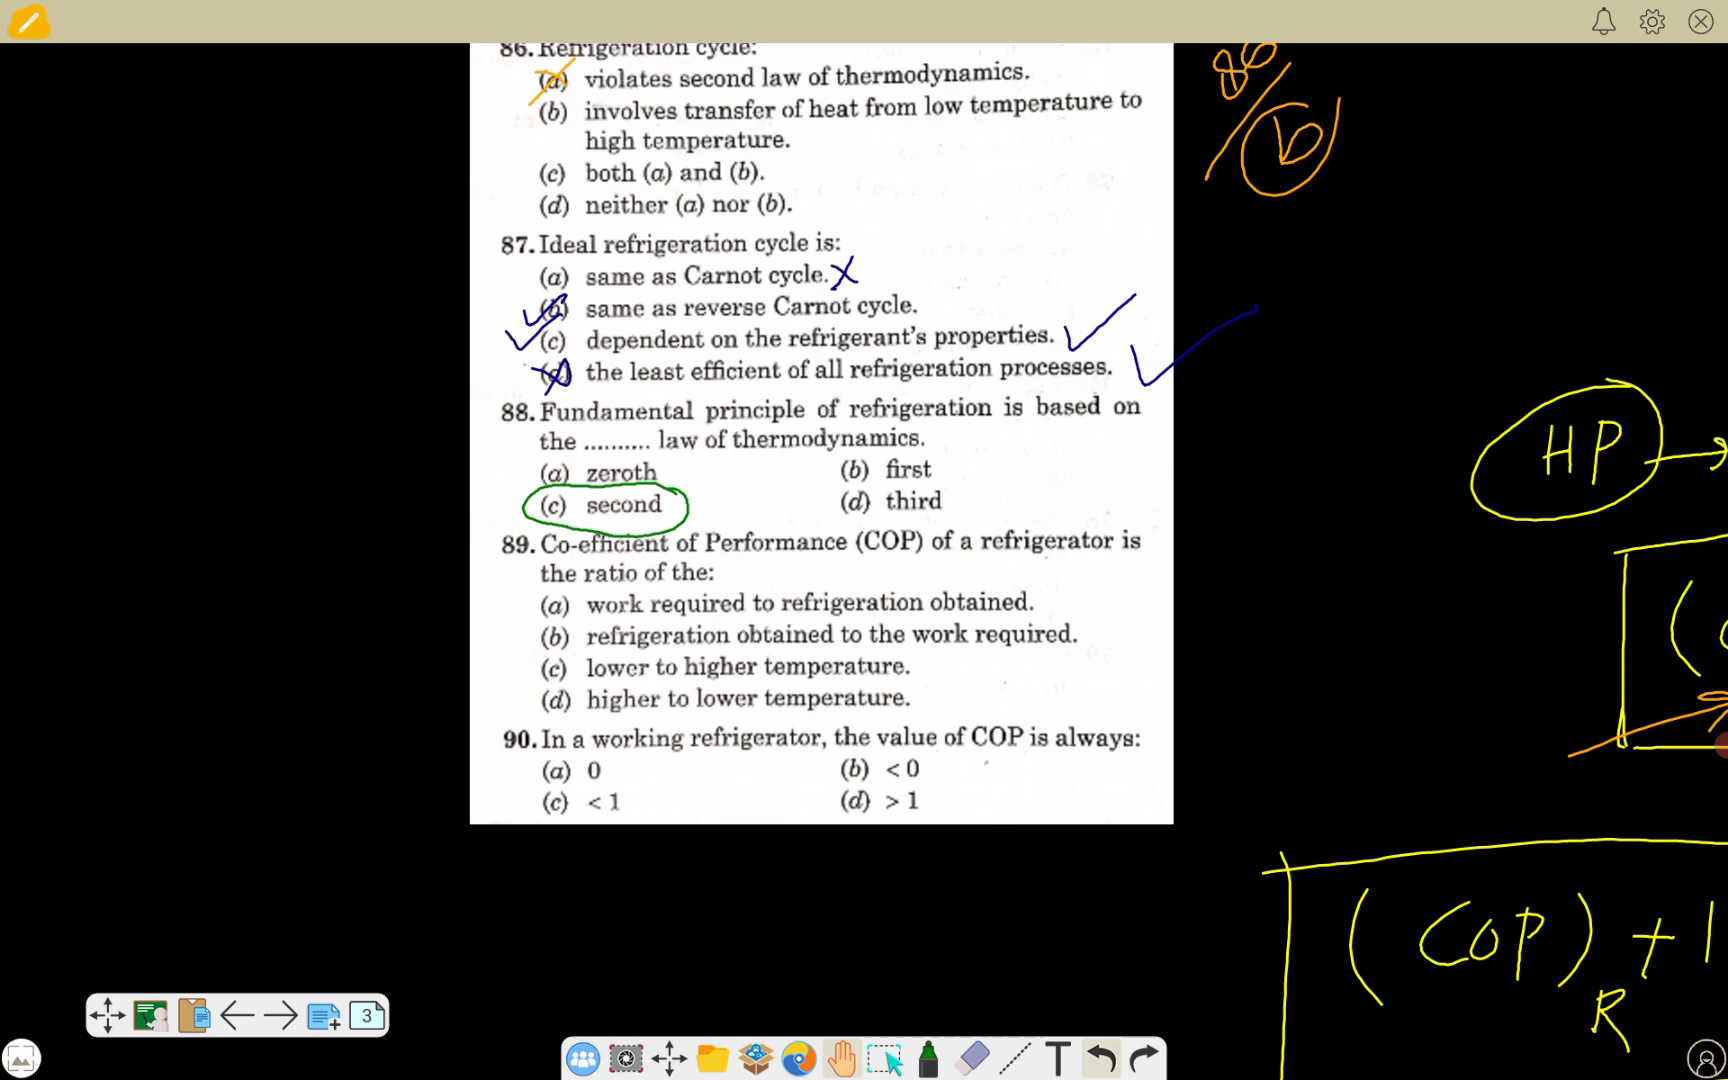 86. Refrigeration cycle:
(a) violates second law of thermodynamics.
(b) involves transfer of heat from low temperature to
high temperature.
(c) both (a) and (b).
(d) neither (a) nor (b).
87. Ideal refrigeration cycle is:
(a) same as Carnot cycle.
(b) same as reverse Carnot cycle.
(c) dependent on the refrigerant's properties.
(d) the least efficient of all refrigeration processes.
88. Fundamental principle of refrigeration is based on
the .......... law of thermodynamics.
(a) zeroth (b) first
(c) second (d) third
89. Co-efficient of Performance (COP) of a refrigerator is
the ratio of the:
(a) work required to refrigeration obtained.
(b) refrigeration obtained to the work required.
(c) lower to higher temperature.
(d) higher to lower temperature.
90. In a working refrigerator, the value of COP is always:
(a) 0 (b) < 0
(c) < 1 (d) > 1
86
b
HP →
(COP)R + 1
3
T